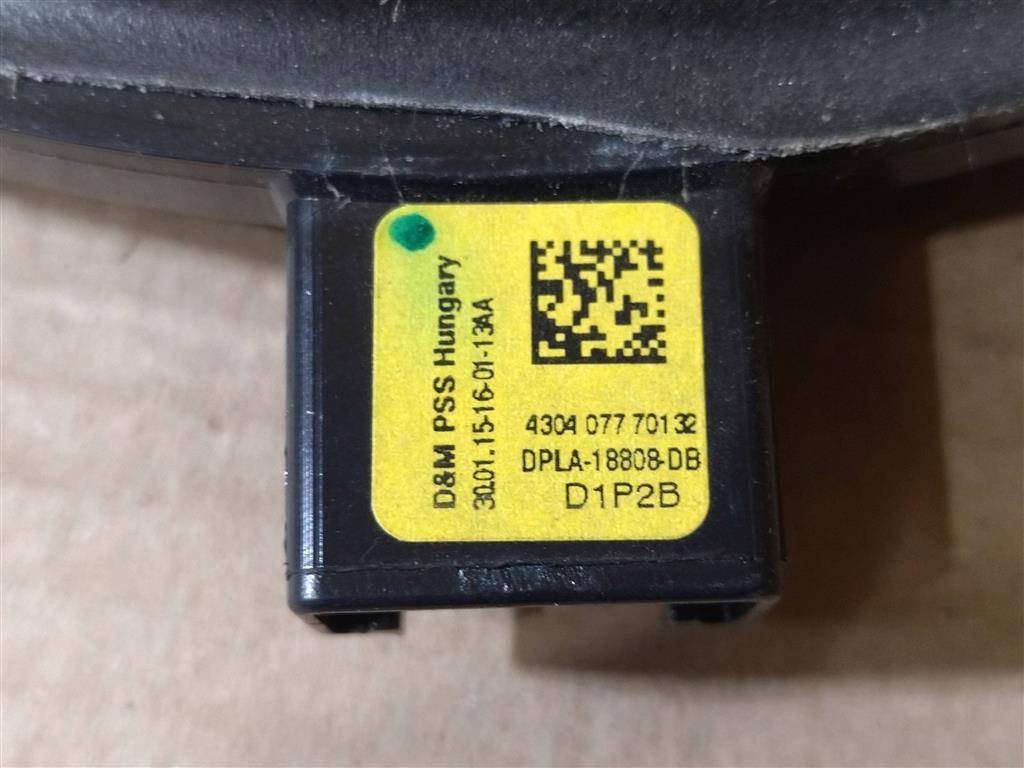 D&M PSS Hungary
30.01.15-16-01-13AA
4304 077 70132
DPLA-18808-DB
D1P2B